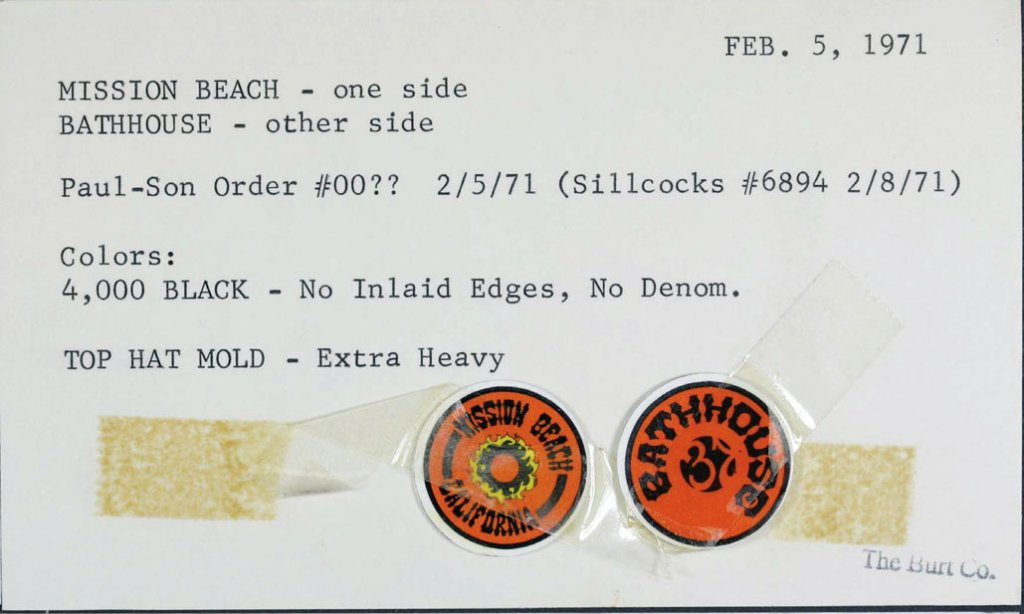 FEB. 5, 1971
MISSION BEACH - one side
BATHHOUSE - other side
Paul-Son Order #00?? 2/5/71 (Sillcocks #6894 2/8/71)
Colors:
4,000 BLACK - No Inlaid Edges, No Denom.
TOP HAT MOLD - Extra Heavy
MISSION BEACH
CALIFORNIA
BATHHOUSE
ॐ
The Burt Co.